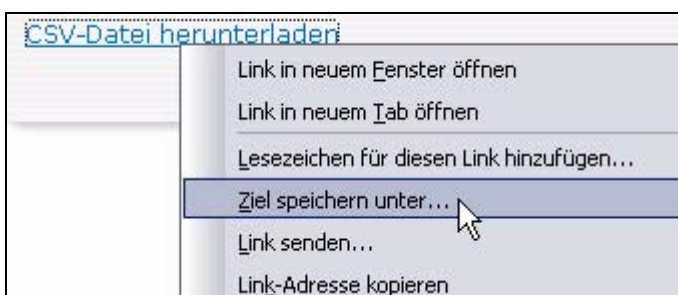 CSV-Datei herunterladen
Link in neuem Fenster öffnen
Link in neuem Tab öffnen
Lesezeichen für diesen Link hinzufügen...
Ziel speichern unter...
Link senden...
Link-Adresse kopieren